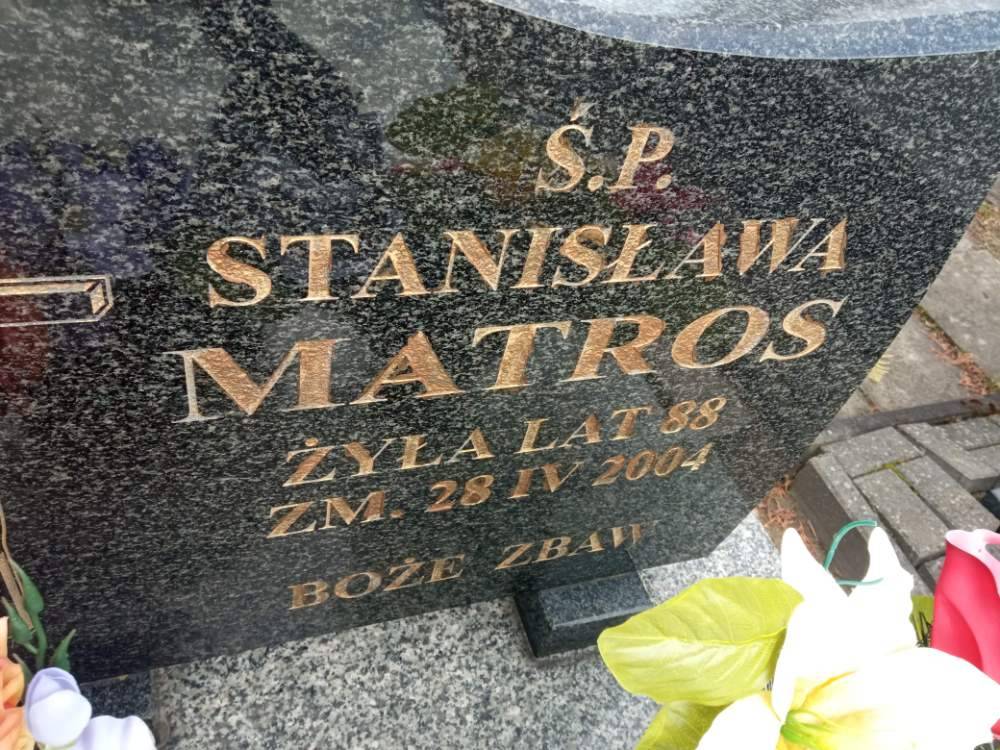 Ś.P.
STANISŁAWA
MATROS
ŻYŁA LAT 88
ZM. 28 IV 2004
BOŻE ZBAW